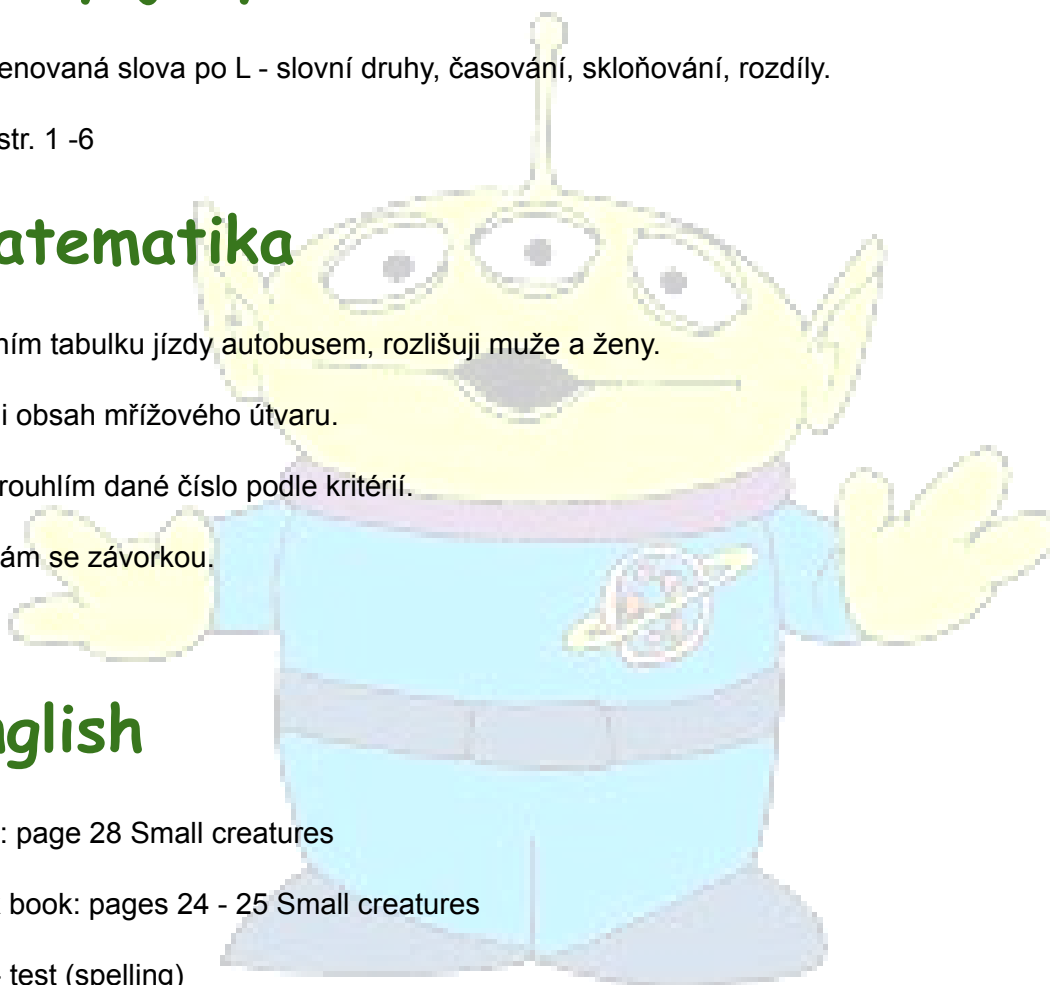 enovaná slova po L - slovní druhy, časování, skloňování, rozdíly.
str. 1 -6
atematika
ním tabulku jízdy autobusem, rozlišuji muže a ženy.
i obsah mřížového útvaru.
rouhlím dané číslo podle kritérií.
ám se závorkou.
nglish
: page 28 Small creatures
book: pages 24 - 25 Small creatures
test (spelling)